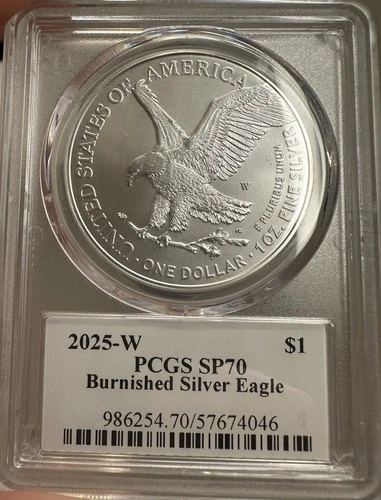 UNITED STATES OF AMERICA
W
E PLURIBUS UNUM
1 OZ. FINE SILVER · ONE DOLLAR ·
2025-W $1
PCGS SP70
Burnished Silver Eagle
986254.70/57674046